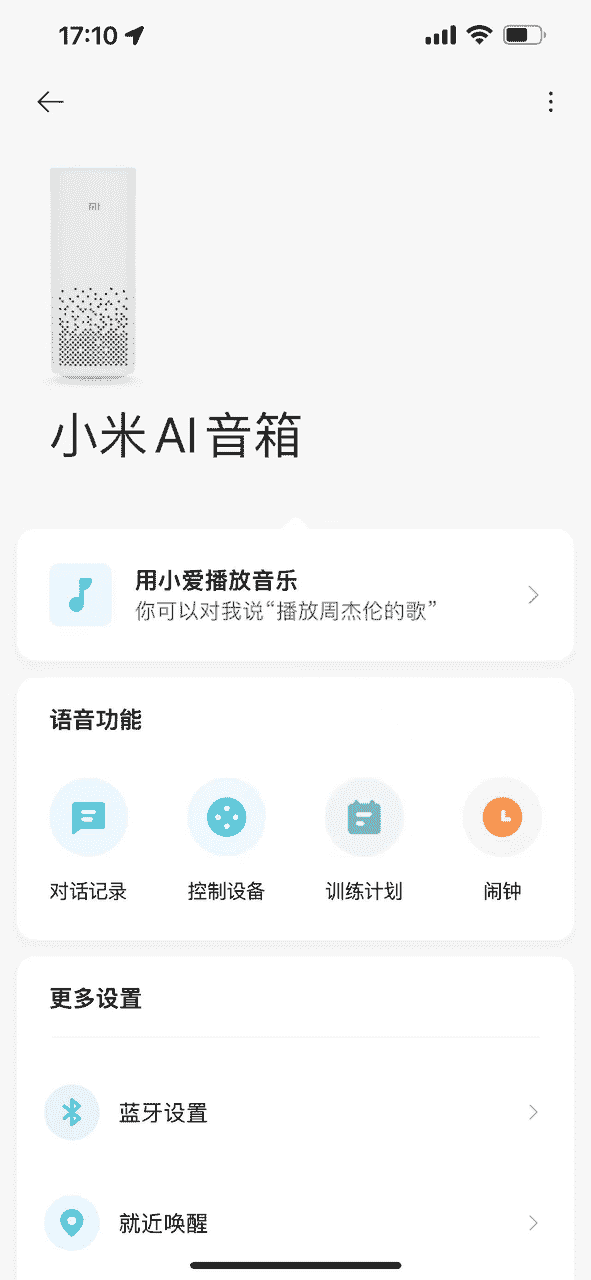 17:10
MI
小米AI音箱
用小爱播放音乐
你可以对我说“播放周杰伦的歌”
语音功能
对话记录
控制设备
训练计划
闹钟
更多设置
蓝牙设置
就近唤醒